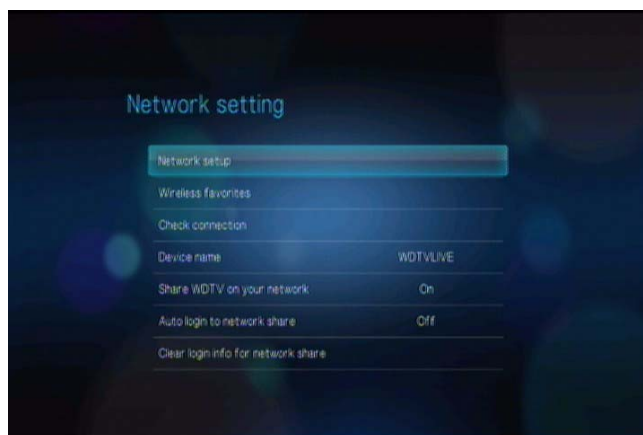 Network setting
Network setup
Wireless favorites
Check connection
Device name WDTVLIVE
Share WDTV on your network On
Auto login to network share Off
Clear login info for network share